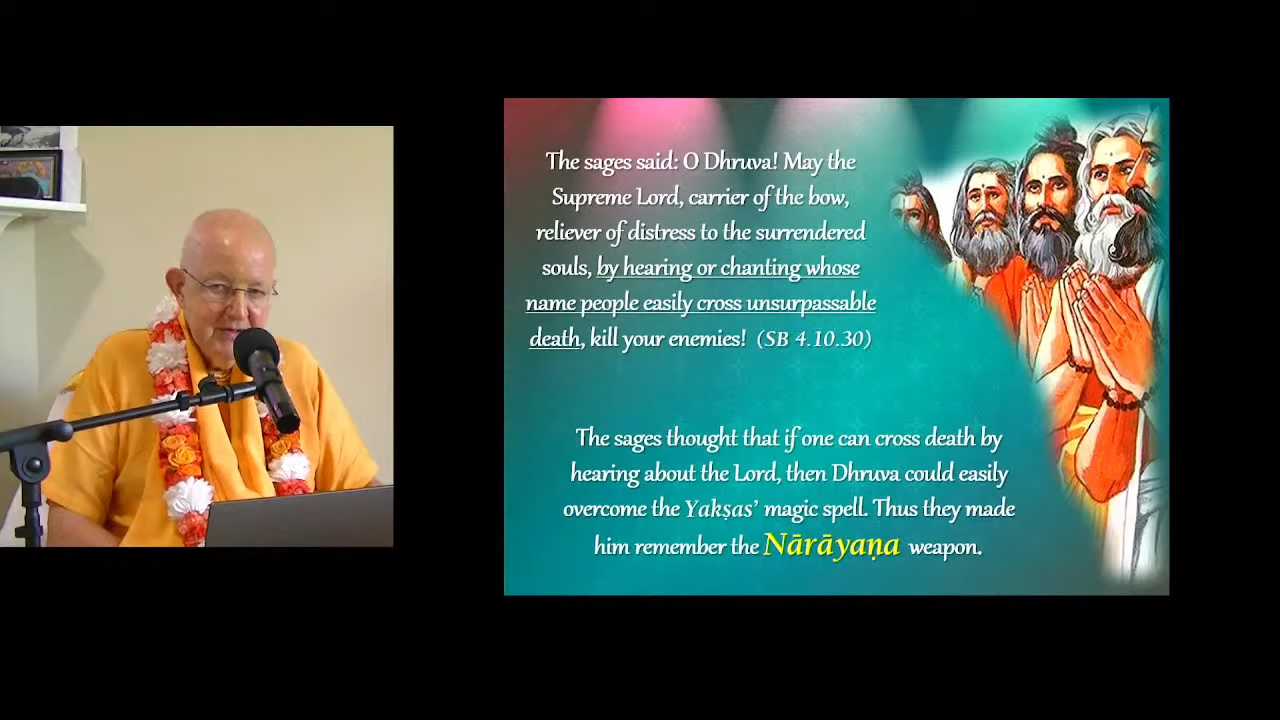 The sages said: O Dhruva! May the
Supreme Lord, carrier of the bow,
reliever of distress to the surrendered
souls, by hearing or chanting whose
name people easily cross unsurpassable
death, kill your enemies! (SB 4.10.30)
The sages thought that if one can cross death by
hearing about the Lord, then Dhruva could easily
overcome the Yakṣas’ magic spell. Thus they made
him remember the Nārāyaṇa weapon.